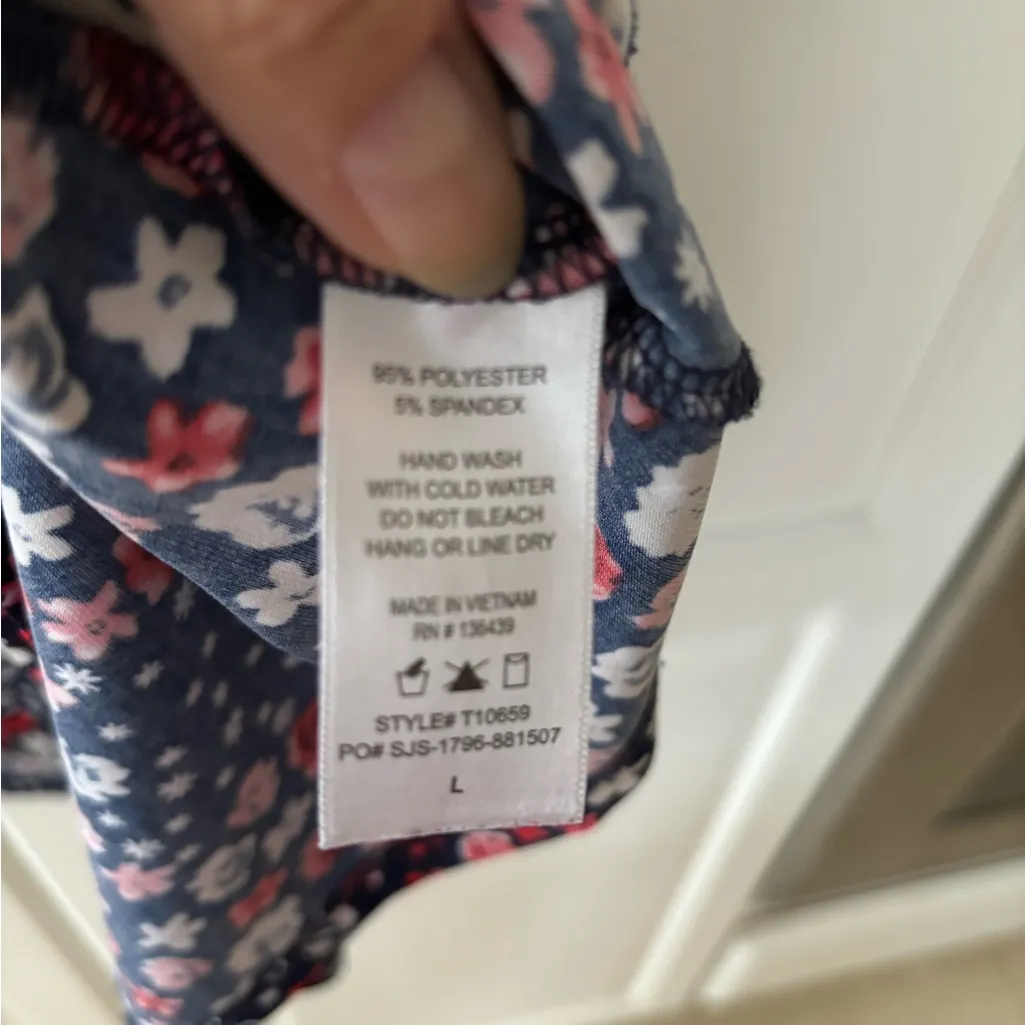 95% POLYESTER
5% SPANDEX
HAND WASH
WITH COLD WATER
DO NOT BLEACH
HANG OR LINE DRY
MADE IN VIETNAM
RN # 136439
STYLE# T10659
PO# SJS-1796-881507
L